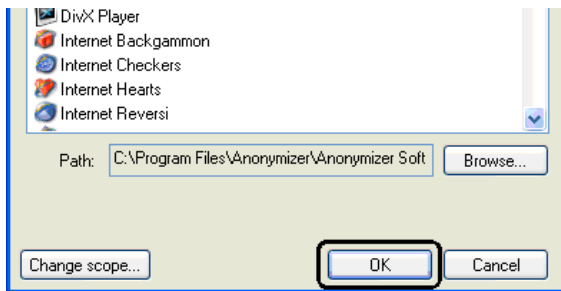 DivX Player
Internet Backgammon
Internet Checkers
Internet Hearts
Internet Reversi
Path: C:\Program Files\Anonymizer\Anonymizer Soft Browse...
Change scope... OK Cancel